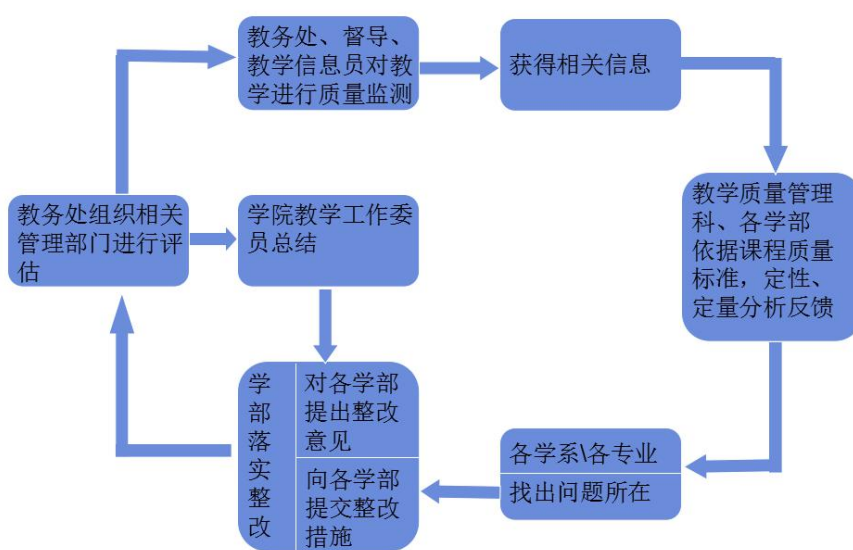 教务处、督导、
教学信息员对教
学进行质量监测
获得相关信息
教务处组织相关
管理部门进行评
估
学院教学工作委
员总结
教学质量管理
科、各学部
依据课程质量
标准，定性、
定量分析反馈
学部落实整改
对各学部
提出整改
意见
向各学部
提交整改
措施
各学系\各专业
找出问题所在